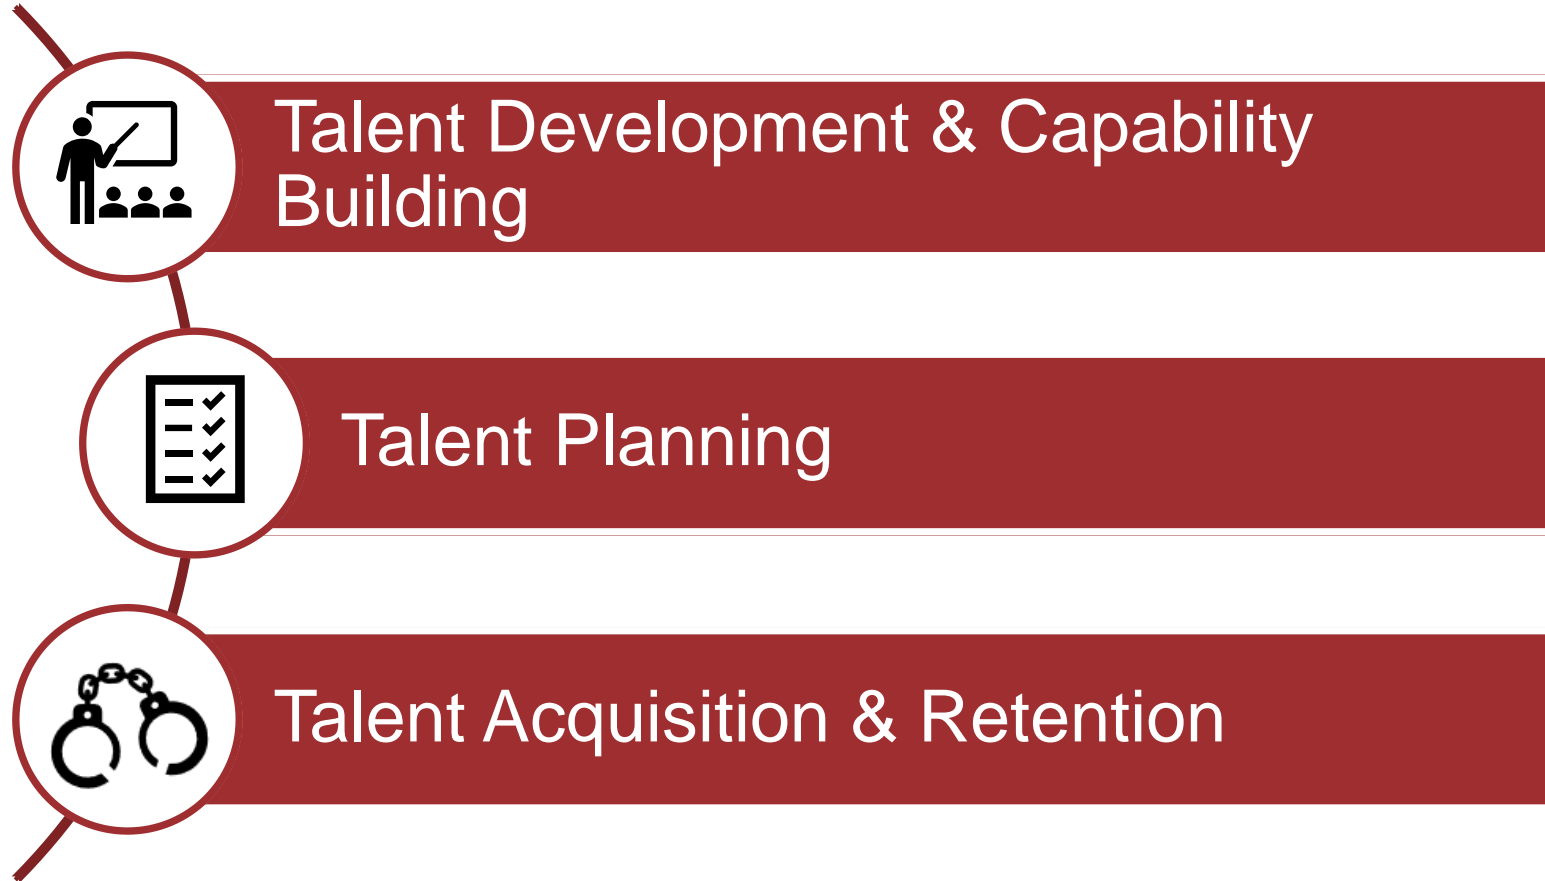 Talent Development & Capability
Building
Talent Planning
Talent Acquisition & Retention